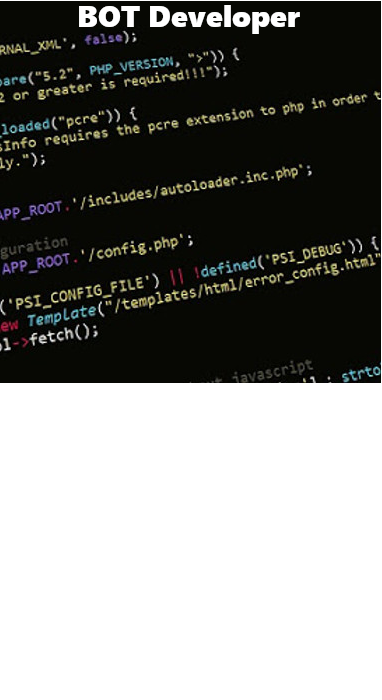 BOT Developer
RNAL_XML', false);
pare("5.2", PHP_VERSION, ">")) {
2 or greater is required!!!");
loaded("pcre")) {
sInfo requires the pcre extension to php in order t
ly.");
APP_ROOT.'/includes/autoloader.inc.php';
guration
APP_ROOT.'/config.php';
('PSI_CONFIG_FILE') || !defined('PSI_DEBUG')) {
ew Template("/templates/html/error_config.html"
ol->fetch();
javascript
strto